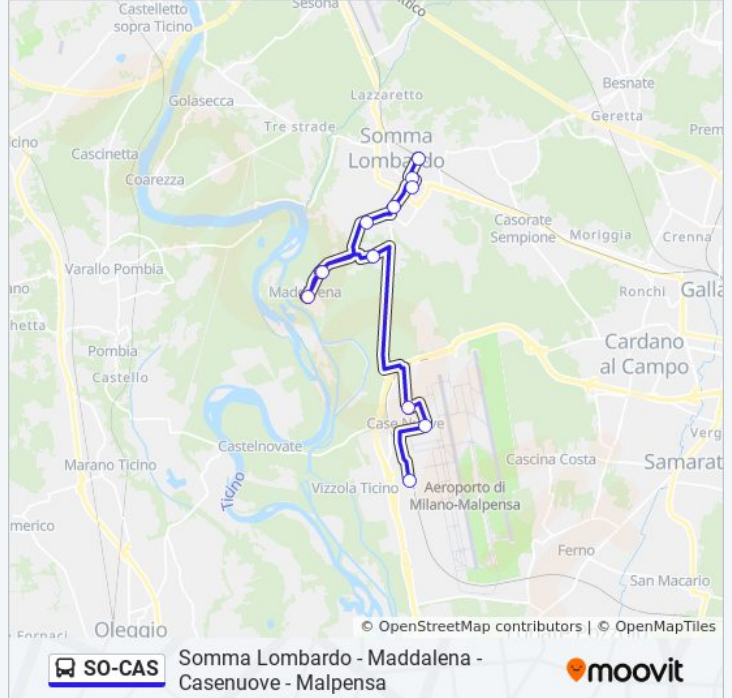 Castelletto
sopra Ticino
Sesona
Golasecca
Lazzaretto
Besnate
Geretta
Tre strade
Somma
Lombardo
Prem
Cascinetta
Coarezza
Casorate
Sempione
Moriggia
Crenna
Varallo Pombia
Maddalena
Ronchi
Galla
Cardano
al Campo
Pombia
Castello
Case Nuove
Castelnovate
Verg
Marano Ticino
Cascina Costa
Samarat
Ticino
Vizzola Ticino
Aeroporto di
Milano-Malpensa
Ferno
San Macario
Oleggio
© OpenStreetMap contributors | © OpenMapTiles
SO-CAS
Somma Lombardo - Maddalena -
Casenuove - Malpensa
moovit